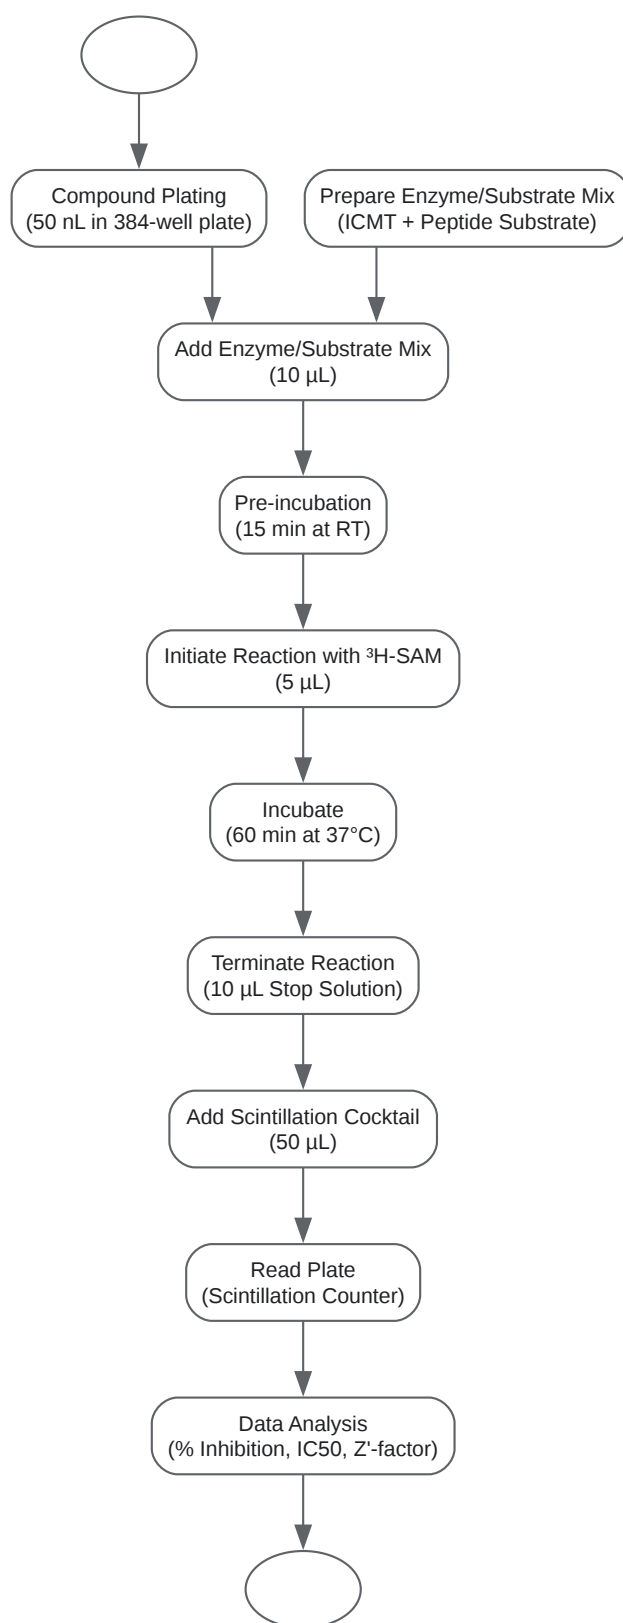 Compound Plating
(50 nL in 384-well plate)
Prepare Enzyme/Substrate Mix
(ICMT + Peptide Substrate)
Add Enzyme/Substrate Mix
(10 µL)
Pre-incubation
(15 min at RT)
Initiate Reaction with ³H-SAM
(5 µL)
Incubate
(60 min at 37°C)
Terminate Reaction
(10 µL Stop Solution)
Add Scintillation Cocktail
(50 µL)
Read Plate
(Scintillation Counter)
Data Analysis
(% Inhibition, IC50, Z'-factor)